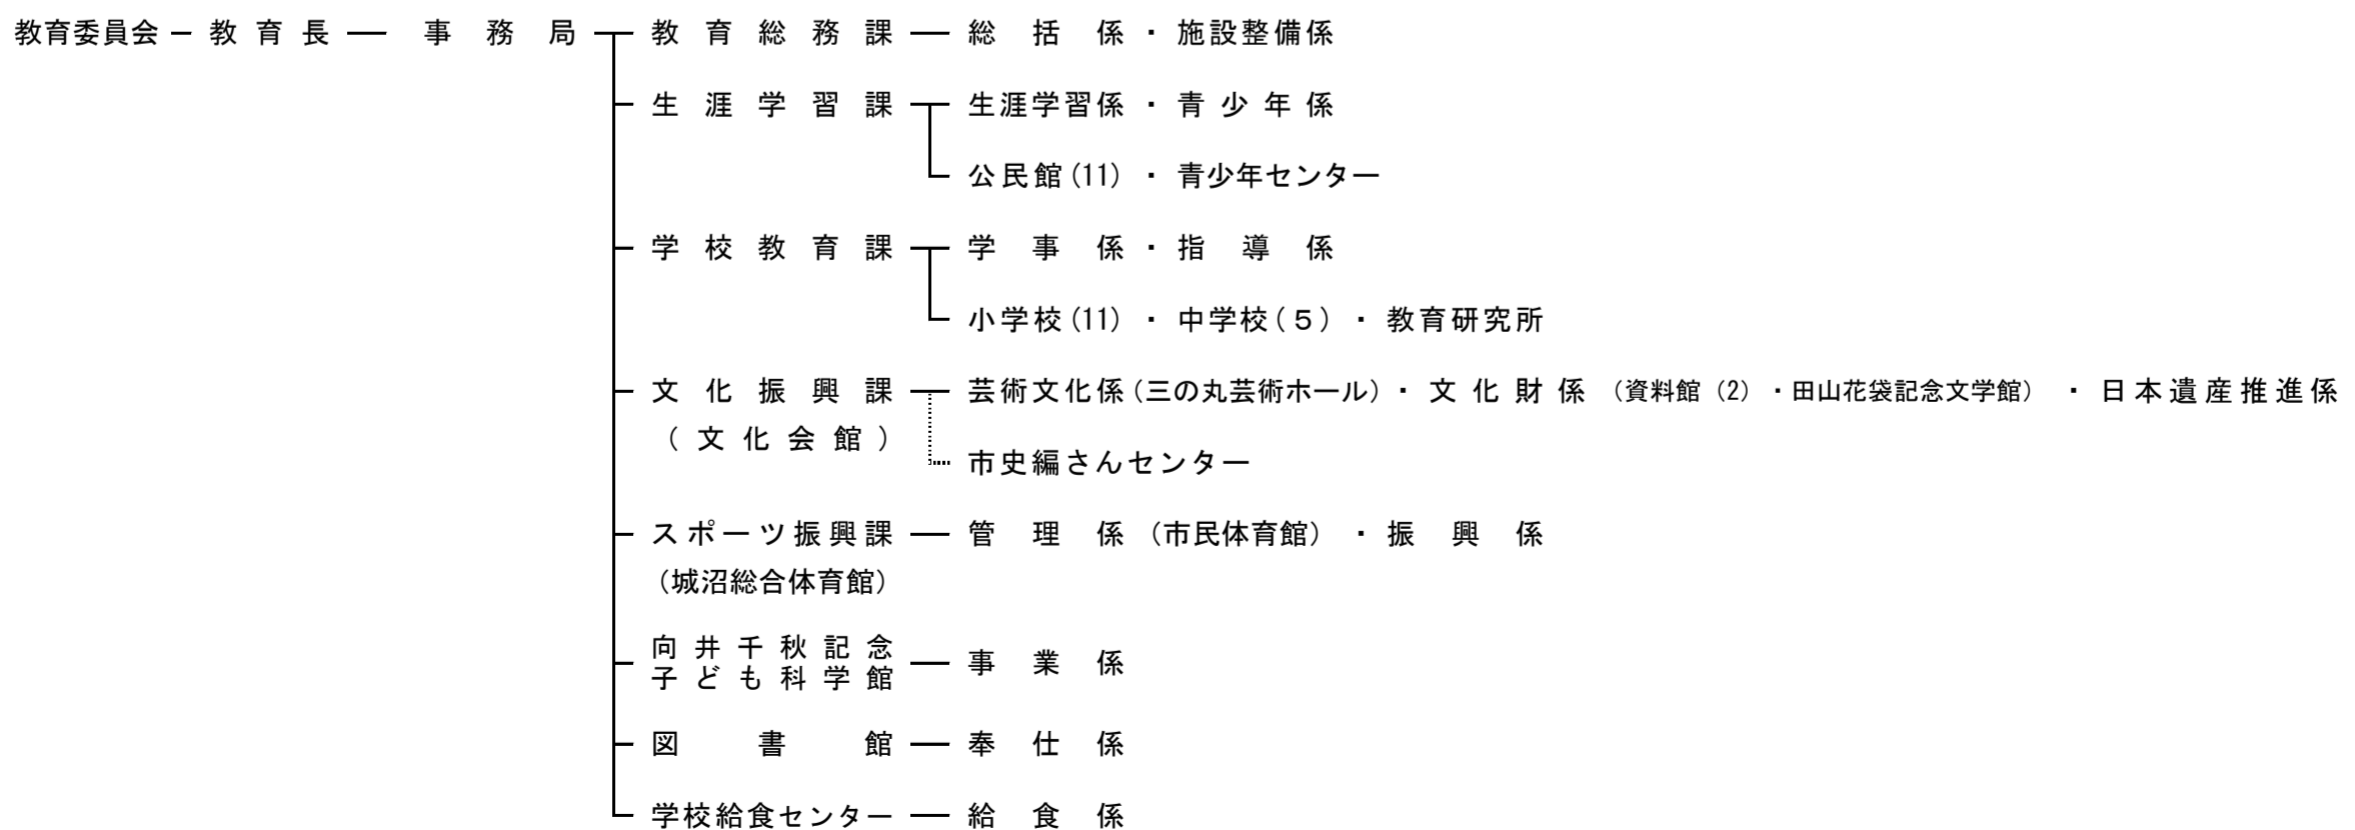 教育委員会 教育長 事務局 教育総務課 総括係・施設整備係
生涯学習課 生涯学習係・青少年係
公民館(11)・青少年センター
学校教育課 学事係・指導係
小学校(11)・中学校(5)・教育研究所
文化振興課 芸術文化係(三の丸芸術ホール)・文化財係(資料館(2)・田山花袋記念文学館)・日本遺産推進係
(文化会館)
市史編さんセンター
スポーツ振興課 管理係(市民体育館)・振興係
(城沼総合体育館)
向井千秋記念
子ども科学館 事業係
図書館 奉仕係
学校給食センター 給食係